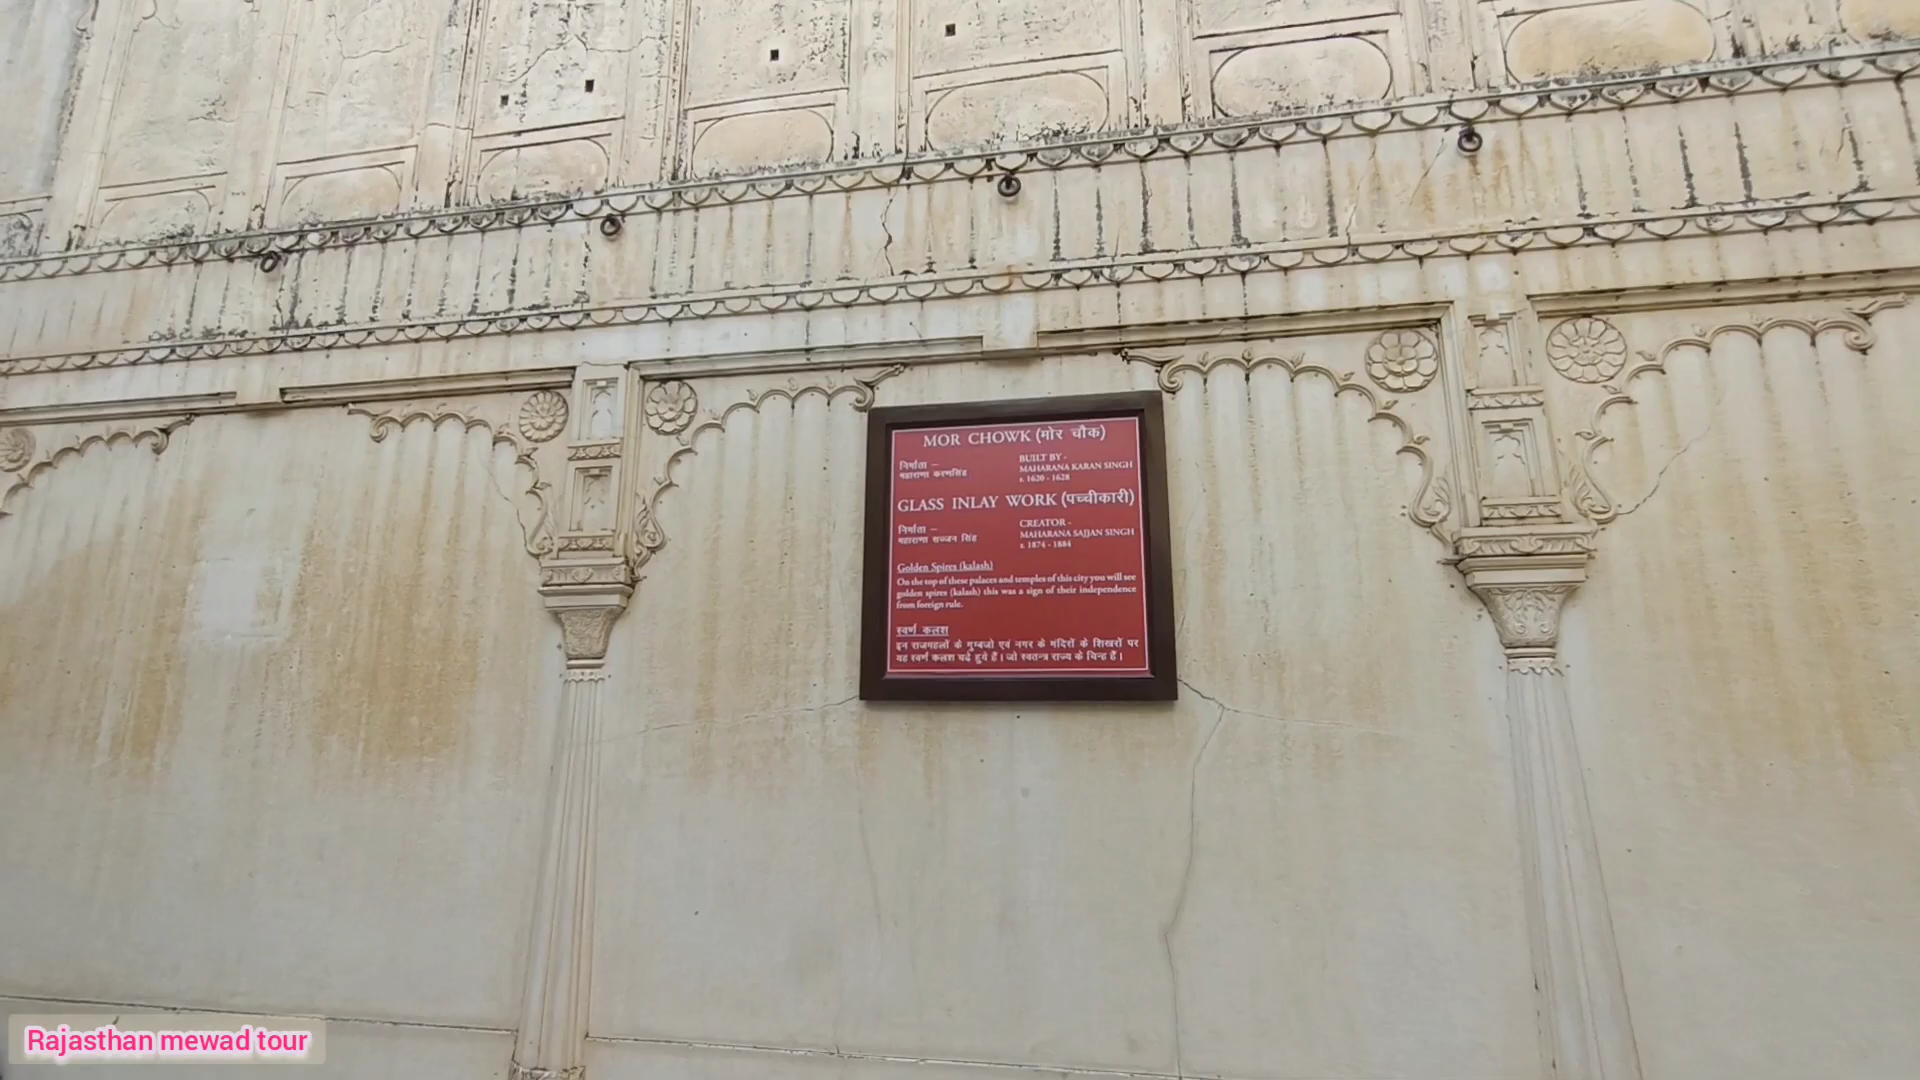 MOR CHOWK (मोर चौक)
निर्माता –
महाराणा करणसिंह
BUILT BY -
MAHARANA KARAN SINGH
r. 1620 - 1628
GLASS INLAY WORK (पच्चीकारी)
निर्माता –
महाराणा सज्जन सिंह
CREATOR -
MAHARANA SAJJAN SINGH
r. 1874 - 1884
Golden Spires (kalash)
On the top of these palaces and temples of this city you will see
golden spires (kalash) this was a sign of their independence
from foreign rule.
स्वर्ण कलश
इन राजमहलों के गुम्बजो एवं नगर के मंदिरों के शिखरों पर
यह स्वर्ण कलश चढ़े हुये हैं। जो स्वतन्त्र राज्य के चिन्ह हैं।
Rajasthan mewad tour